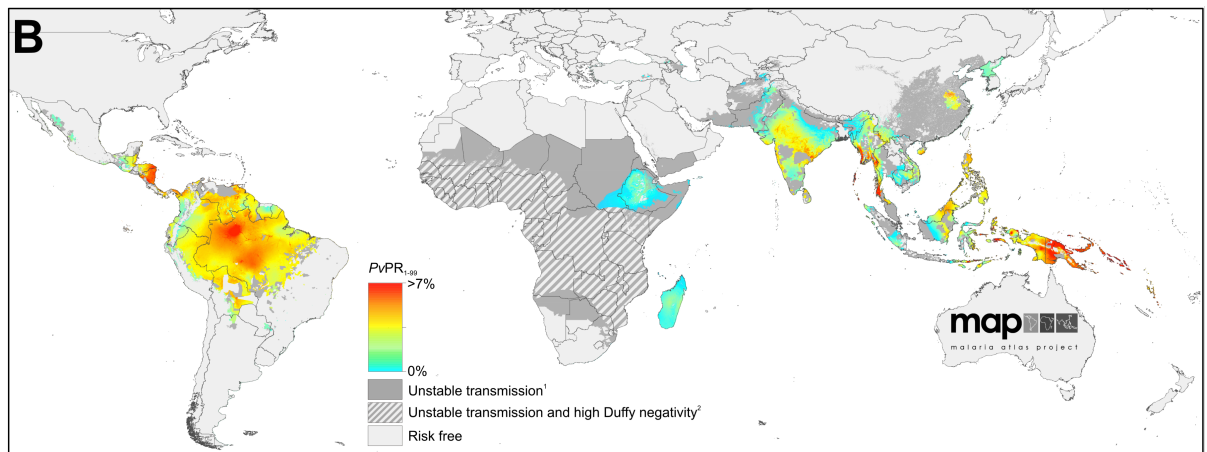 B
PvPR1-99
>7%
0%
Unstable transmission¹
Unstable transmission and high Duffy negativity²
Risk free
map
malaria atlas project